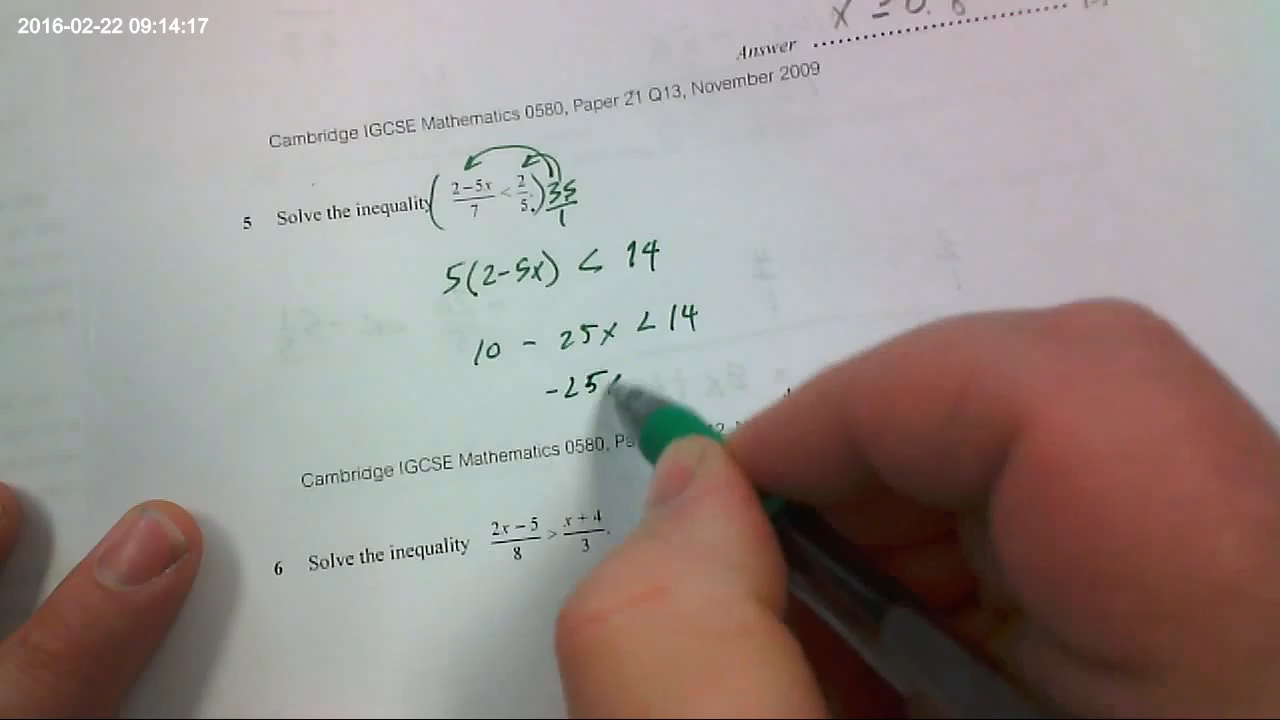 2016-02-22 09:14:17
Answer
Cambridge IGCSE Mathematics 0580, Paper 21 Q13, November 2009
5 Solve the inequality ( (2 − 5x)/7 < 2/5. ) 35/1
5(2-5x) < 14
10 - 25x < 14
-25
Cambridge IGCSE Mathematics 0580,
6 Solve the inequality (2x − 5)/8 > (x + 4)/3.